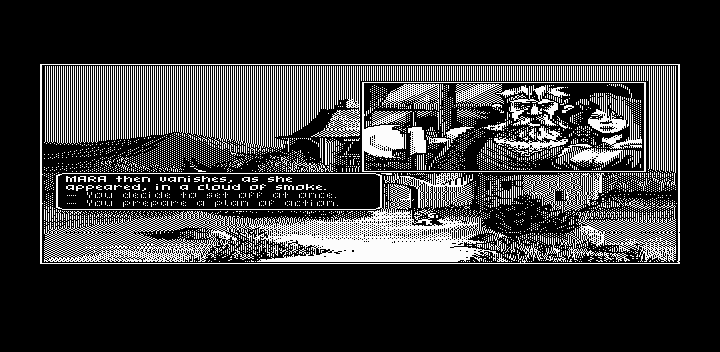 MARA then vanishes, as she
appeared, in a cloud of smoke.
- You decide to set off at once.
- You prepare a plan of action.